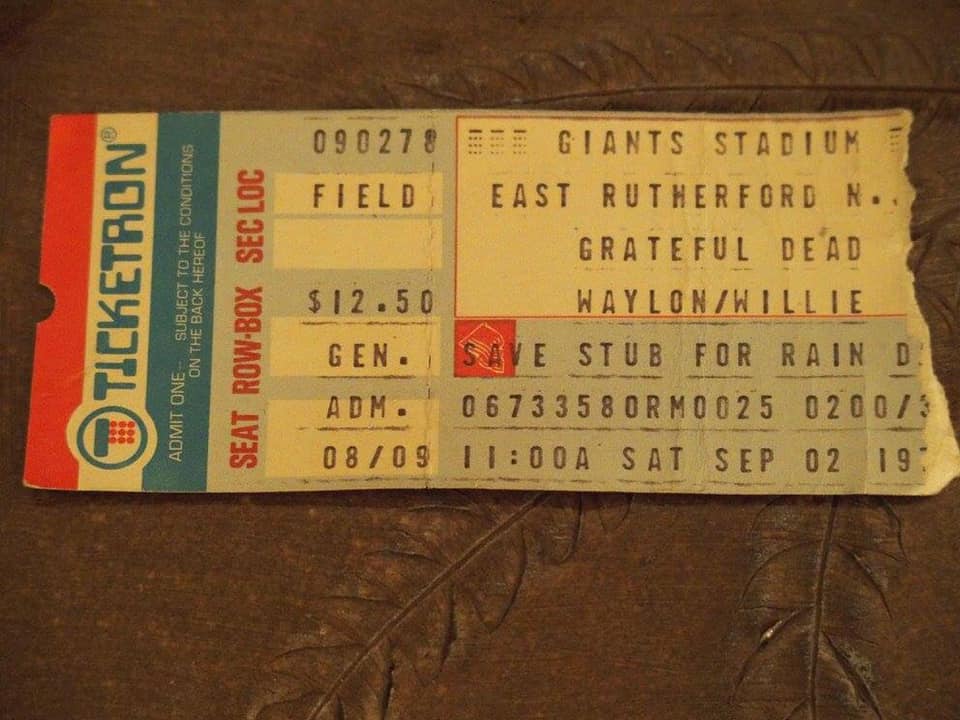 TICKETRON®
ADMIT ONE-- SUBJECT TO THE CONDITIONS
ON THE BACK HEREOF
SEAT ROW-BOX SEC LOC
090278
FIELD
$12.50
GEN.
ADM.
08/09
GIANTS STADIUM
EAST RUTHERFORD N.
GRATEFUL DEAD
WAYLON/WILLIE
SAVE STUB FOR RAIN D
0673358ORM0025 0200/3
11:00A SAT SEP 02 197